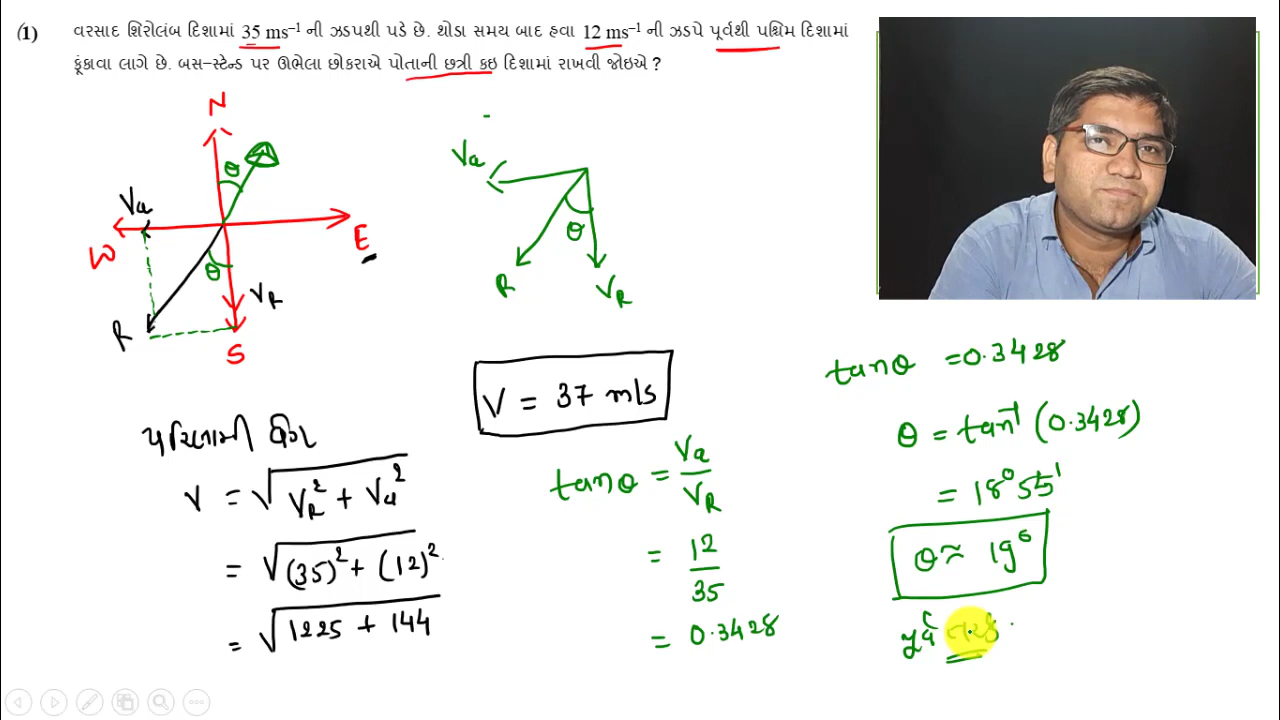 (1) વરસાદ શિરોલંબ દિશામાં 35 ms⁻¹ ની ઝડપથી પડે છે. થોડા સમય બાદ હવા 12 ms⁻¹ ની ઝડપે પૂર્વથી પશ્ચિમ દિશામાં
ફૂંકાવા લાગે છે. બસ-સ્ટેન્ડ પર ઊભેલા છોકરાએ પોતાની છત્રી કઇ દિશામાં રાખવી જોઇએ ?
N
θ
Va
W
E
θ
VR
R
S
Va
θ
R
VR
પરિણામી વેગ
V = √VR² + Va²
= √(35)² + (12)²
= √1225 + 144
V = 37 m/s
tanθ = Va/VR
= 12/35
= 0.3428
tanθ = 0.3428
θ = tan⁻¹ (0.3428)
= 18°55'
θ ≈ 19°
પૂર્વ તરફ